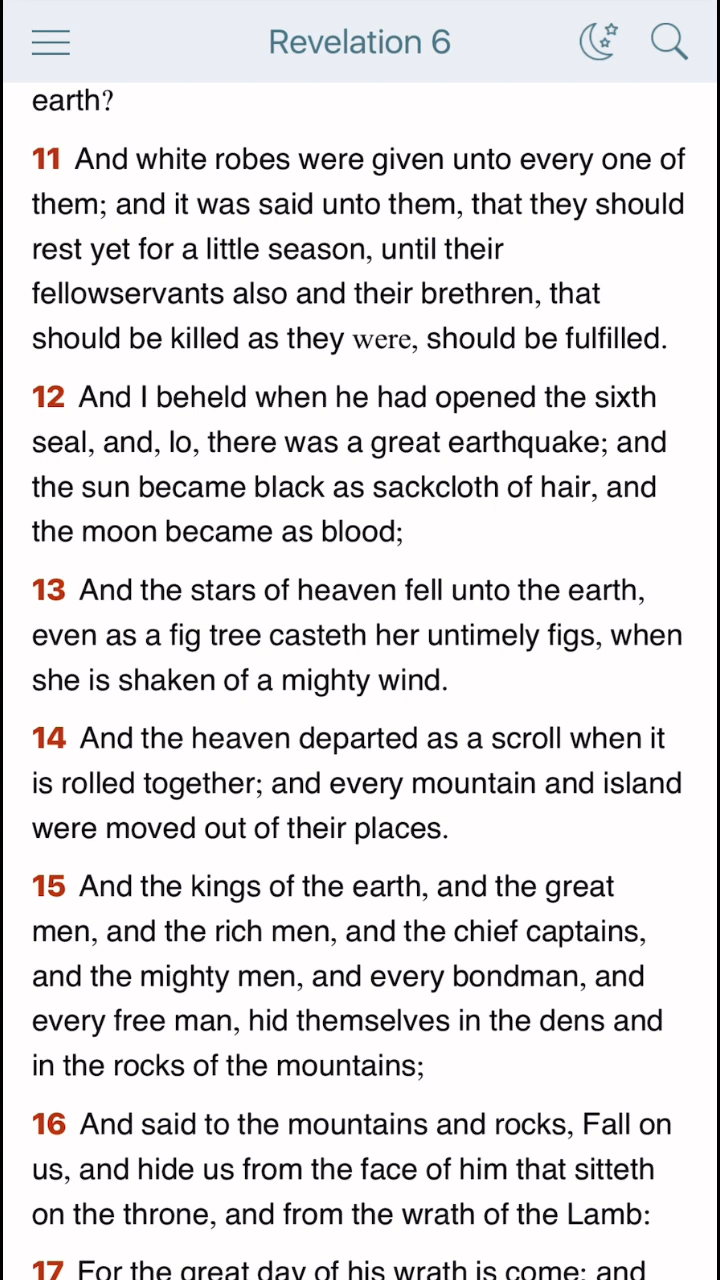 Revelation 6
earth?
11 And white robes were given unto every one of
them; and it was said unto them, that they should
rest yet for a little season, until their
fellowservants also and their brethren, that
should be killed as they were, should be fulfilled.
12 And I beheld when he had opened the sixth
seal, and, lo, there was a great earthquake; and
the sun became black as sackcloth of hair, and
the moon became as blood;
13 And the stars of heaven fell unto the earth,
even as a fig tree casteth her untimely figs, when
she is shaken of a mighty wind.
14 And the heaven departed as a scroll when it
is rolled together; and every mountain and island
were moved out of their places.
15 And the kings of the earth, and the great
men, and the rich men, and the chief captains,
and the mighty men, and every bondman, and
every free man, hid themselves in the dens and
in the rocks of the mountains;
16 And said to the mountains and rocks, Fall on
us, and hide us from the face of him that sitteth
on the throne, and from the wrath of the Lamb:
17 For the great day of his wrath is come; and